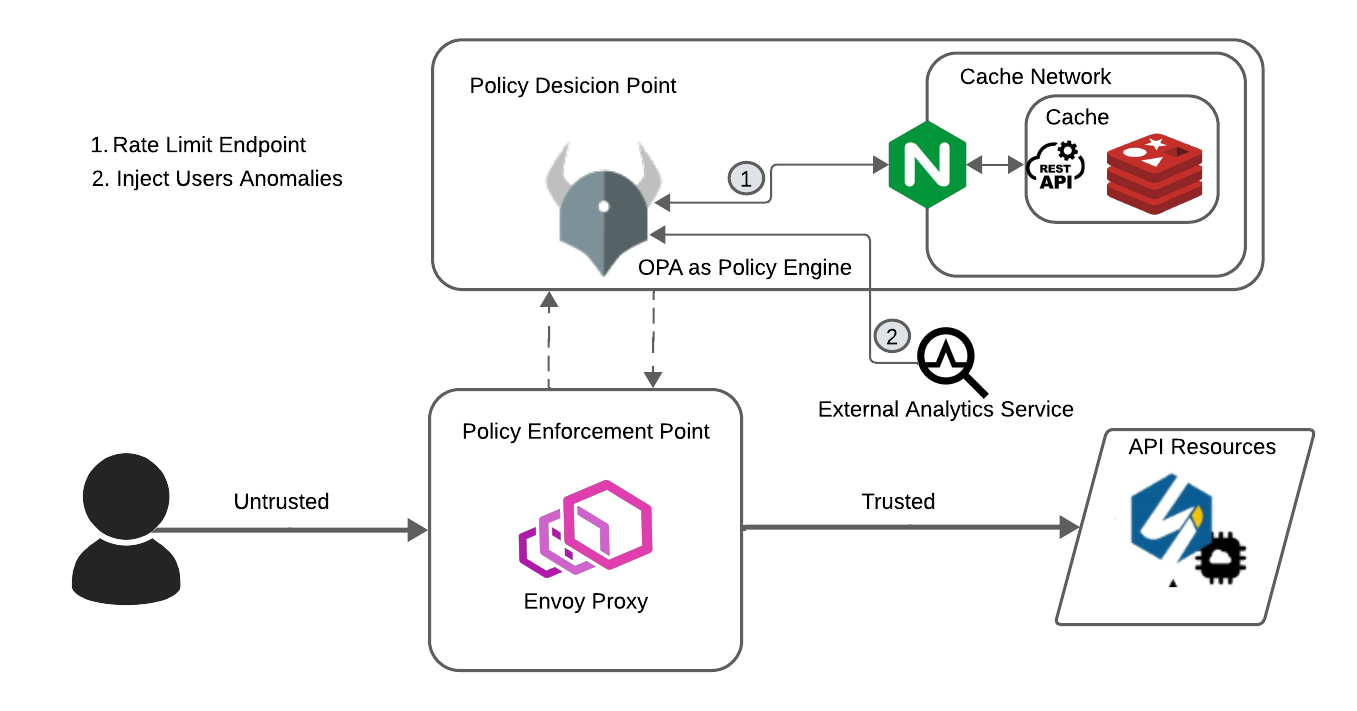 Policy Desicion Point
Cache Network
Cache
1. Rate Limit Endpoint
2. Inject Users Anomalies
1
N
REST
API
OPA as Policy Engine
2
External Analytics Service
Policy Enforcement Point
API Resources
Untrusted
Trusted
Envoy Proxy